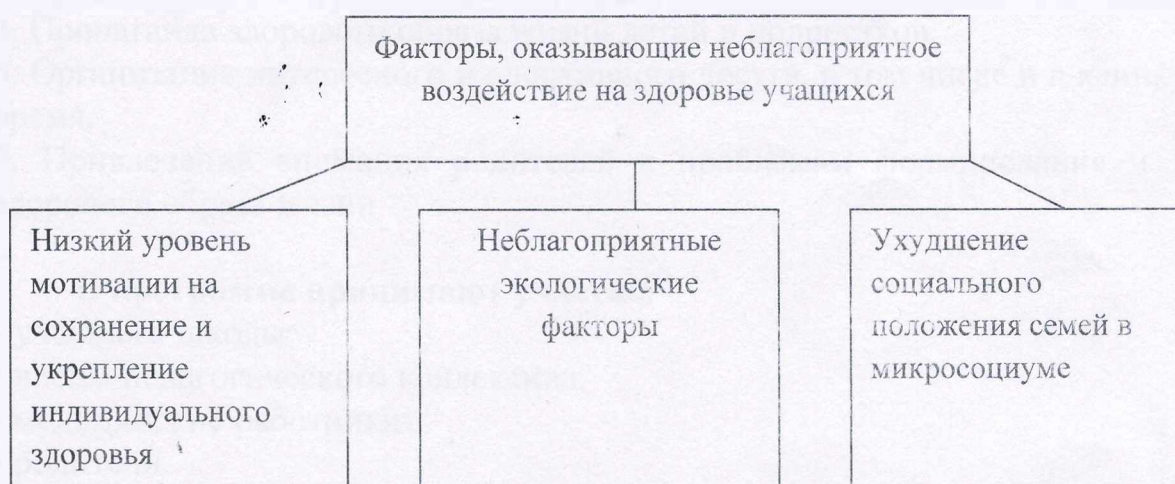 Факторы, оказывающие неблагоприятное
воздействие на здоровье учащихся
Низкий уровень
мотивации на
сохранение и
укрепление
индивидуального
здоровья
Неблагоприятные
экологические
факторы
Ухудшение
социального
положения семей в
микросоциуме